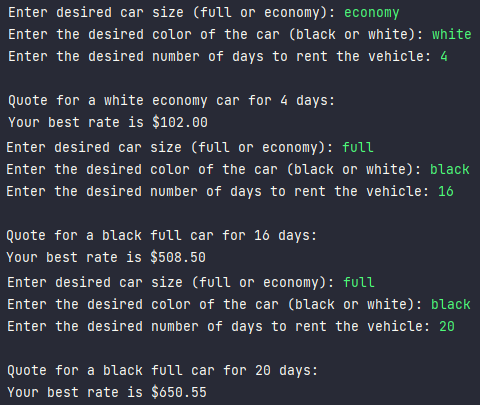 Enter desired car size (full or economy): economy
Enter the desired color of the car (black or white): white
Enter the desired number of days to rent the vehicle: 4
Quote for a white economy car for 4 days:
Your best rate is $102.00
Enter desired car size (full or economy): full
Enter the desired color of the car (black or white): black
Enter the desired number of days to rent the vehicle: 16
Quote for a black full car for 16 days:
Your best rate is $508.50
Enter desired car size (full or economy): full
Enter the desired color of the car (black or white): black
Enter the desired number of days to rent the vehicle: 20
Quote for a black full car for 20 days:
Your best rate is $650.55